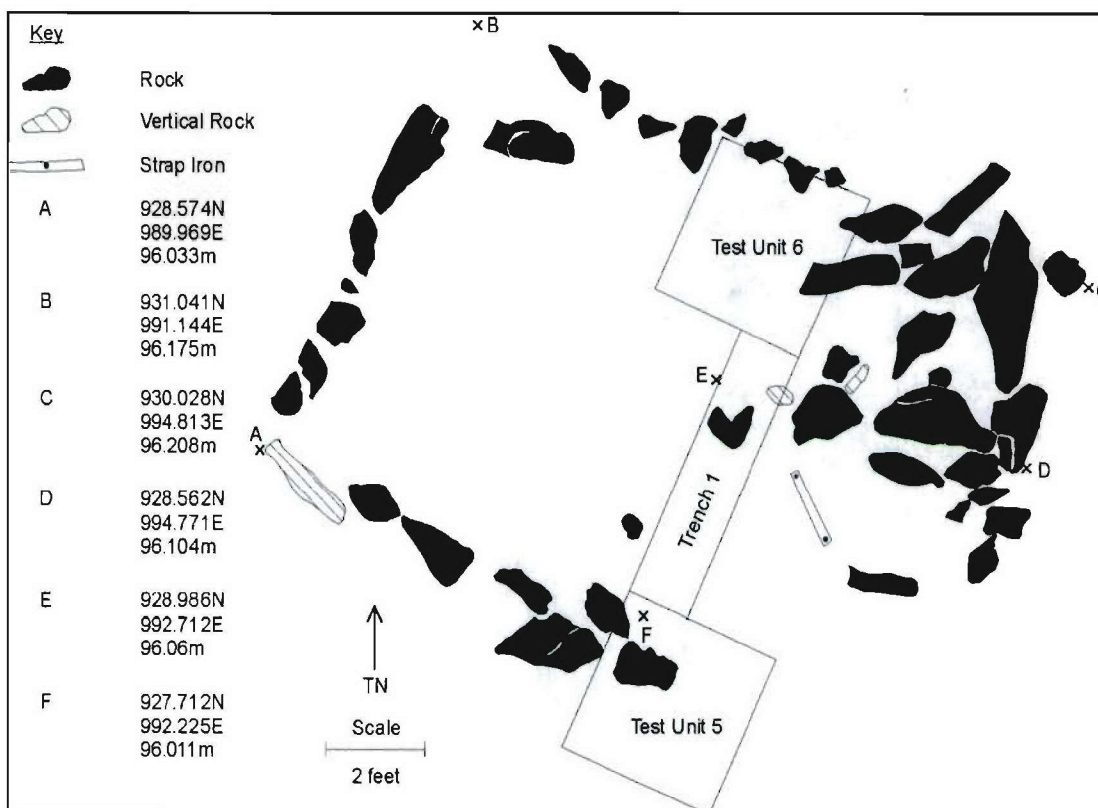 Key
Rock
Vertical Rock
Strap Iron
A
928.574N
989.969E
96.033m
B
931.041N
991.144E
96.175m
C
930.028N
994.813E
96.208m
D
928.562N
994.771E
96.104m
E
928.986N
992.712E
96.06m
F
927.712N
992.225E
96.011m
B
Test Unit 6
E
A
D
Trench 1
F
Test Unit 5
TN
Scale
2 feet